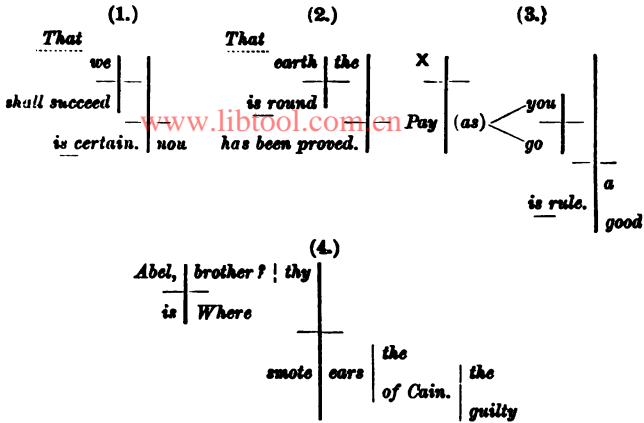 (1.) (2.) (3.)
That That
we earth the X
shall succeed is round you
www.libtool.com.cn
Pay (as)
is certain. nou has been proved. go
a
is rule.
good
(4.)
Abel, brother? thy
is Where
the
smote ears
of Cain. the
guilty